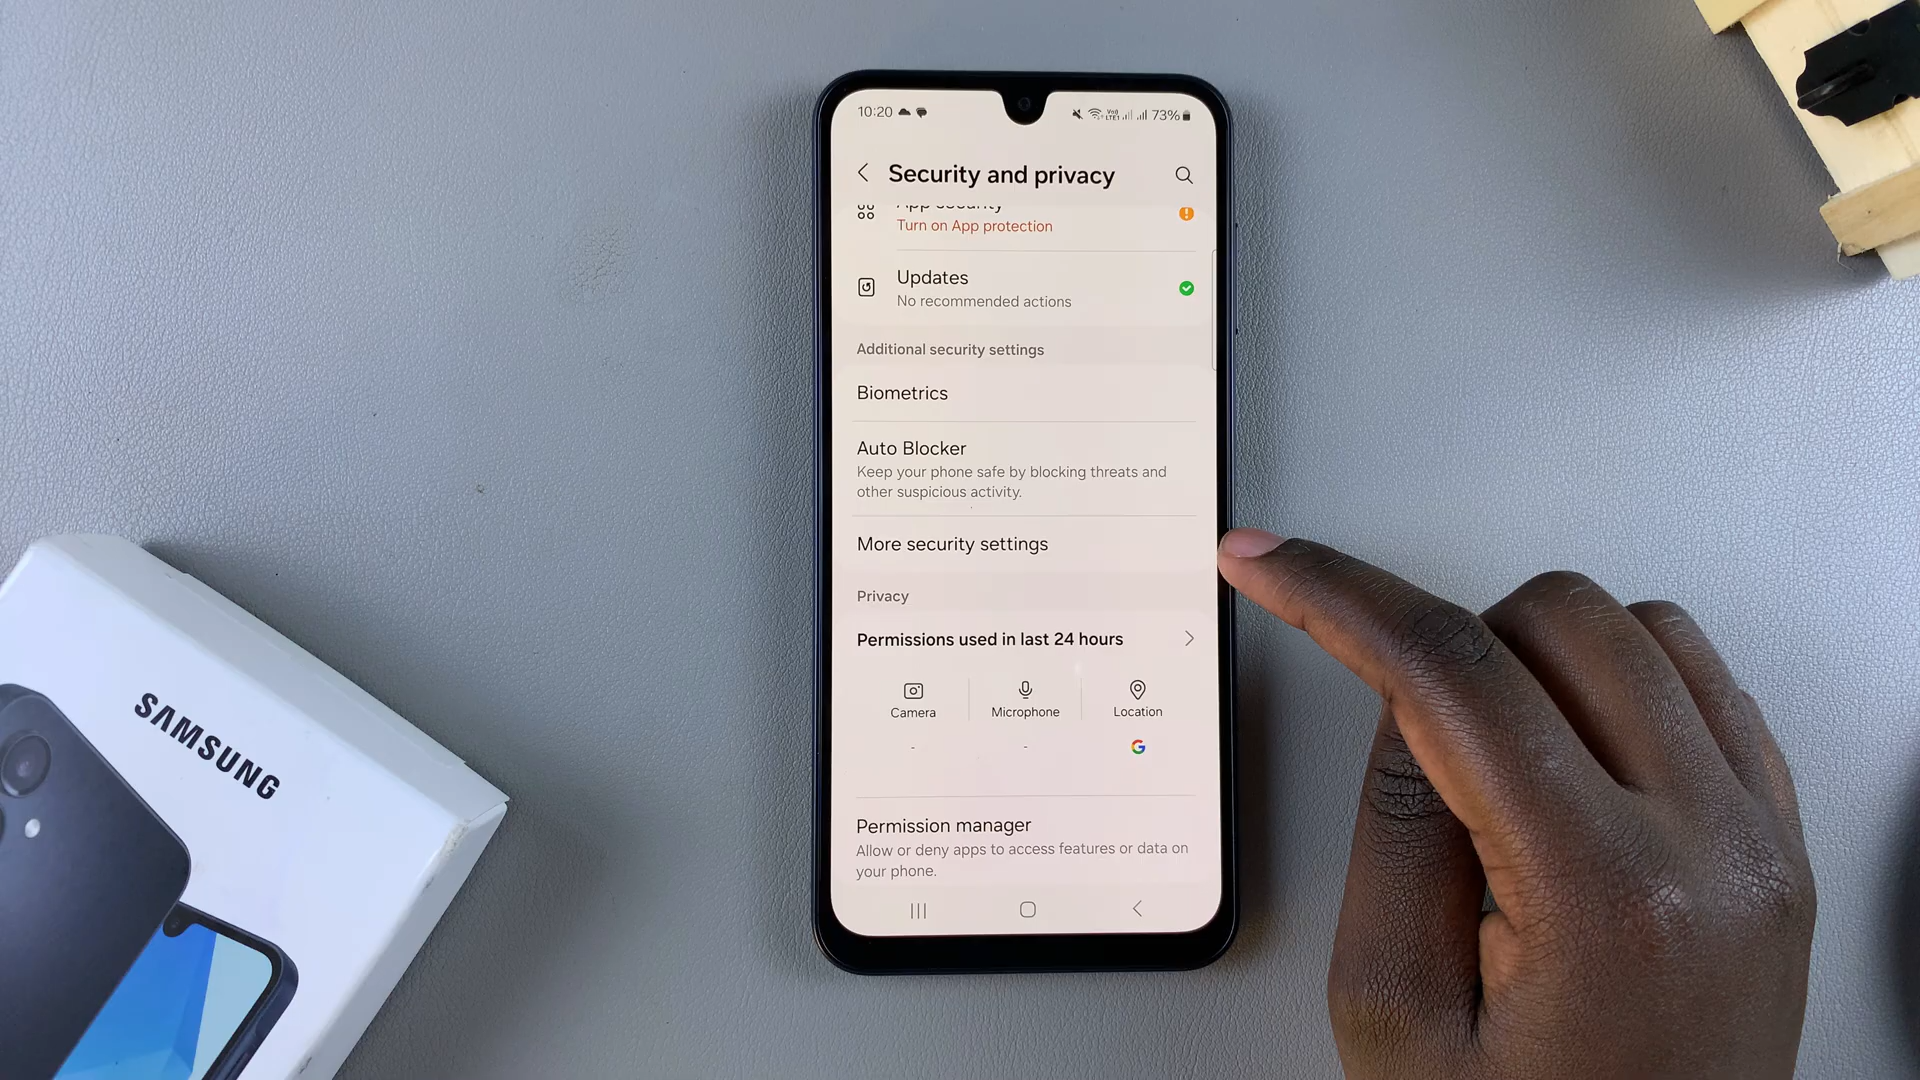 10:20
73%
Security and privacy
App security
Turn on App protection
Updates
No recommended actions
Additional security settings
Biometrics
Auto Blocker
Keep your phone safe by blocking threats and
other suspicious activity.
More security settings
Privacy
Permissions used in last 24 hours
Camera
Microphone
Location
-
-
Permission manager
Allow or deny apps to access features or data on
your phone.
SAMSUNG